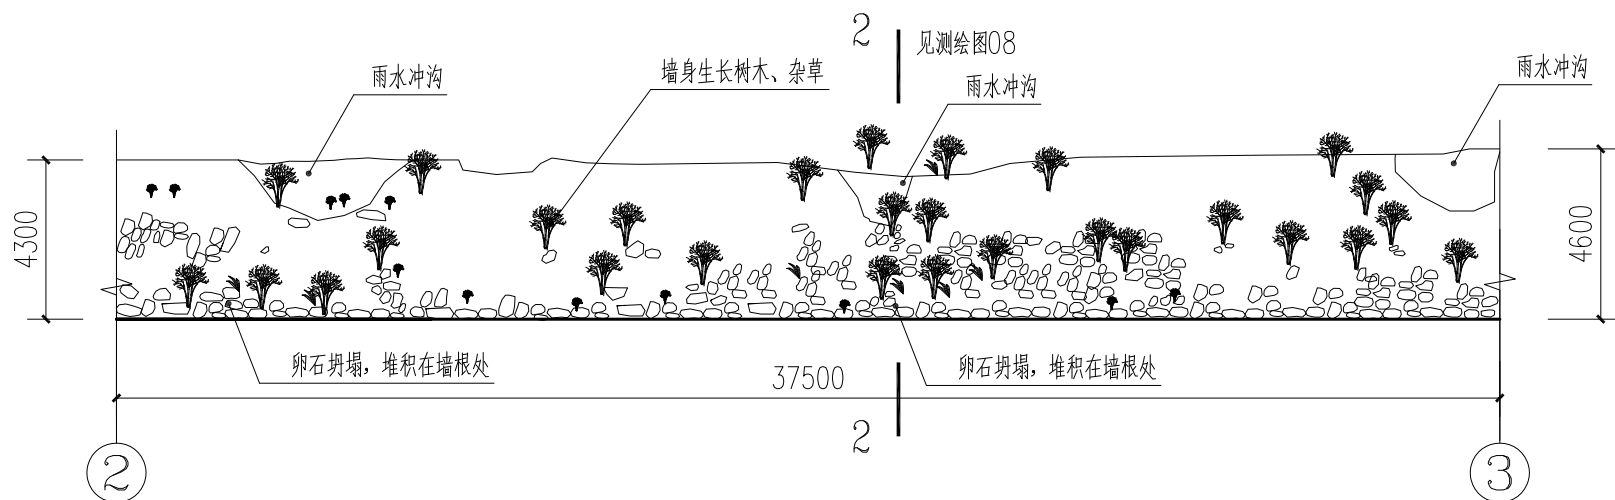 2
见测绘图08
雨水冲沟
墙身生长树木、杂草
雨水冲沟
雨水冲沟
4300
4600
卵石坍塌，堆积在墙根处
卵石坍塌，堆积在墙根处
37500
2
2
3